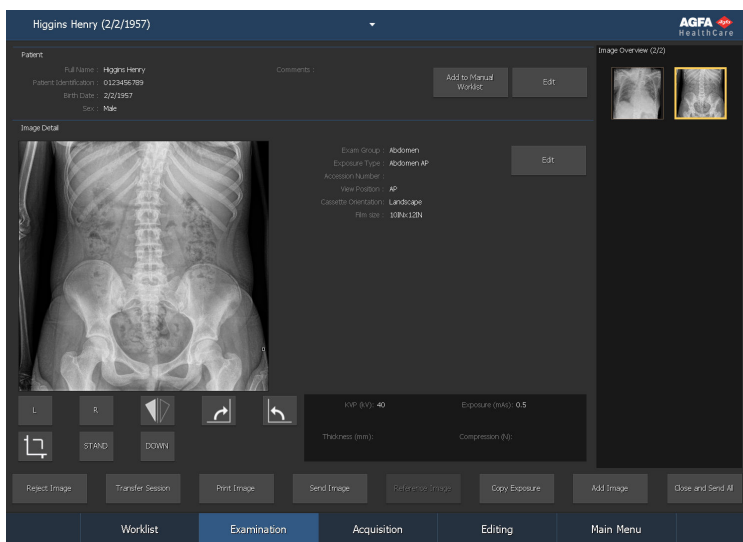 Higgins Henry (2/2/1957)
AGFA
HealthCare
Patient
Full Name : Higgins Henry
Patient Identification : 0123456789
Birth Date : 2/2/1957
Sex : Male
Comments :
Add to Manual
Worklist
Edit
Image Overview (2/2)
Image Detail
Exam Group : Abdomen
Exposure Type : Abdomen AP
Accession Number :
View Position : AP
Cassette Orientation: Landscape
Film size : 10INx12IN
Edit
L
R
STAND
DOWN
KVP (kV): 40
Exposure (mAs): 0.5
Thickness (mm):
Compression (N):
Reject Image
Transfer Session
Print Image
Send Image
Reference Image
Copy Exposure
Add Image
Close and Send All
Worklist
Examination
Acquisition
Editing
Main Menu